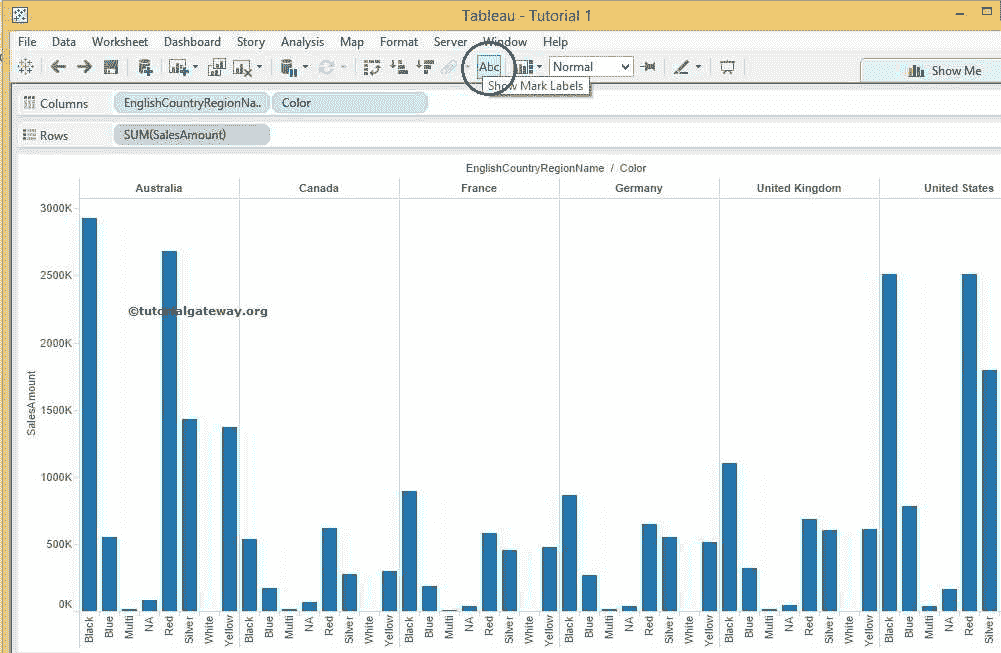 Tableau - Tutorial 1
File Data Worksheet Dashboard Story Analysis Map Format Server Window Help
Abc Normal Show Me
Show Mark Labels
Columns EnglishCountryRegionNa.. Color
Rows SUM(SalesAmount)
EnglishCountryRegionName / Color
Australia Canada France Germany United Kingdom United States
3000K
2500K
©tutorialgateway.org
2000K
1500K
1000K
500K
0K
SalesAmount
Black Blue Multi NA Red Silver White Yellow Black Blue Multi NA Red Silver White Yellow Black Blue Multi NA Red Silver White Yellow Black Blue Multi NA Red Silver White Yellow Black Blue Multi NA Red Silver White Yellow Black Blue Multi NA Red Silver